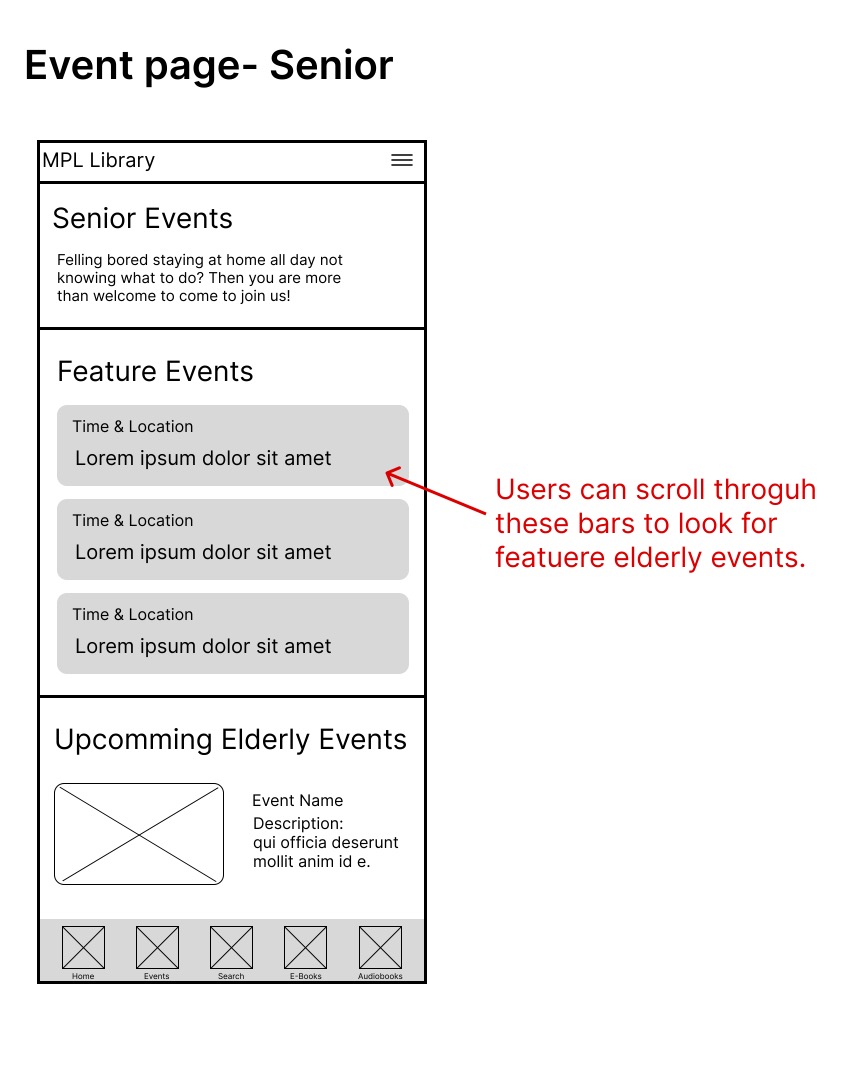 Event page- Senior
MPL Library
Senior Events
Felling bored staying at home all day not
knowing what to do? Then you are more
than welcome to come to join us!
Feature Events
Time & Location
Lorem ipsum dolor sit amet
Time & Location
Lorem ipsum dolor sit amet
Time & Location
Lorem ipsum dolor sit amet
Users can scroll throguh
these bars to look for
featuere elderly events.
Upcomming Elderly Events
Event Name
Description:
qui officia deserunt
mollit anim id e.
Home Events Search E-Books Audiobooks